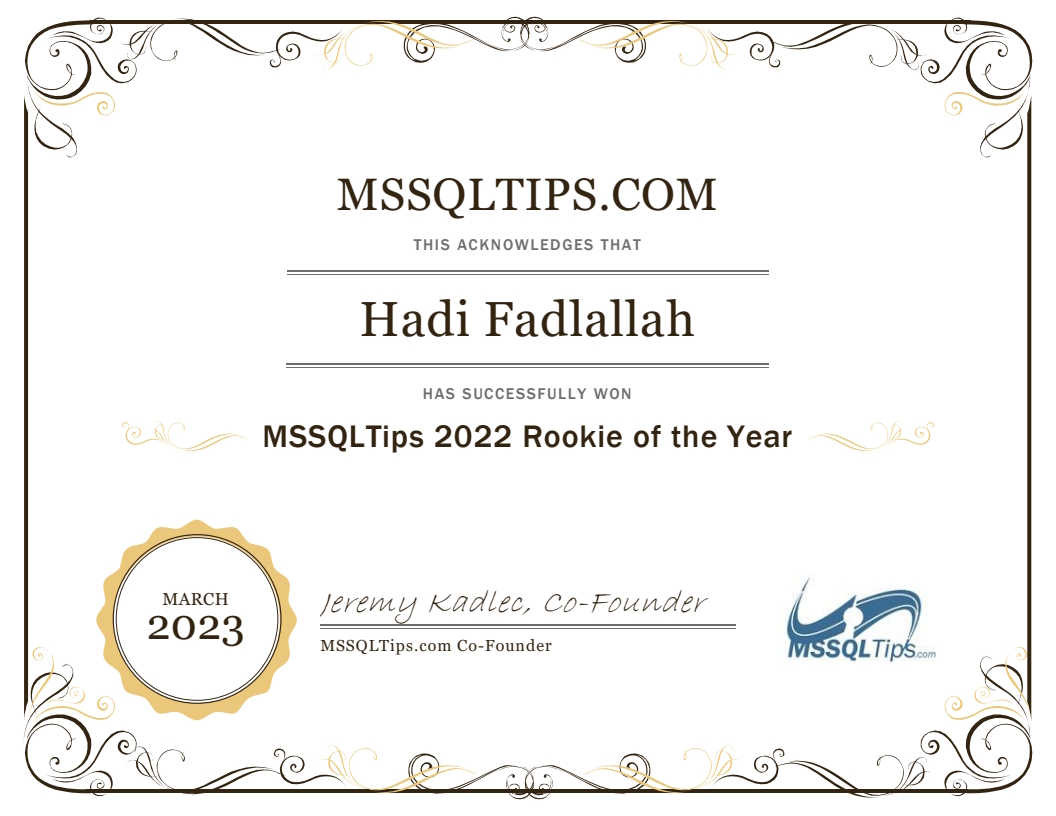 MSSQLTIPS.COM
THIS ACKNOWLEDGES THAT
Hadi Fadlallah
HAS SUCCESSFULLY WON
MSSQLTips 2022 Rookie of the Year
MARCH
2023
Jeremy Kadlec, Co-Founder
MSSQLTips.com Co-Founder
MSSQLTips.com